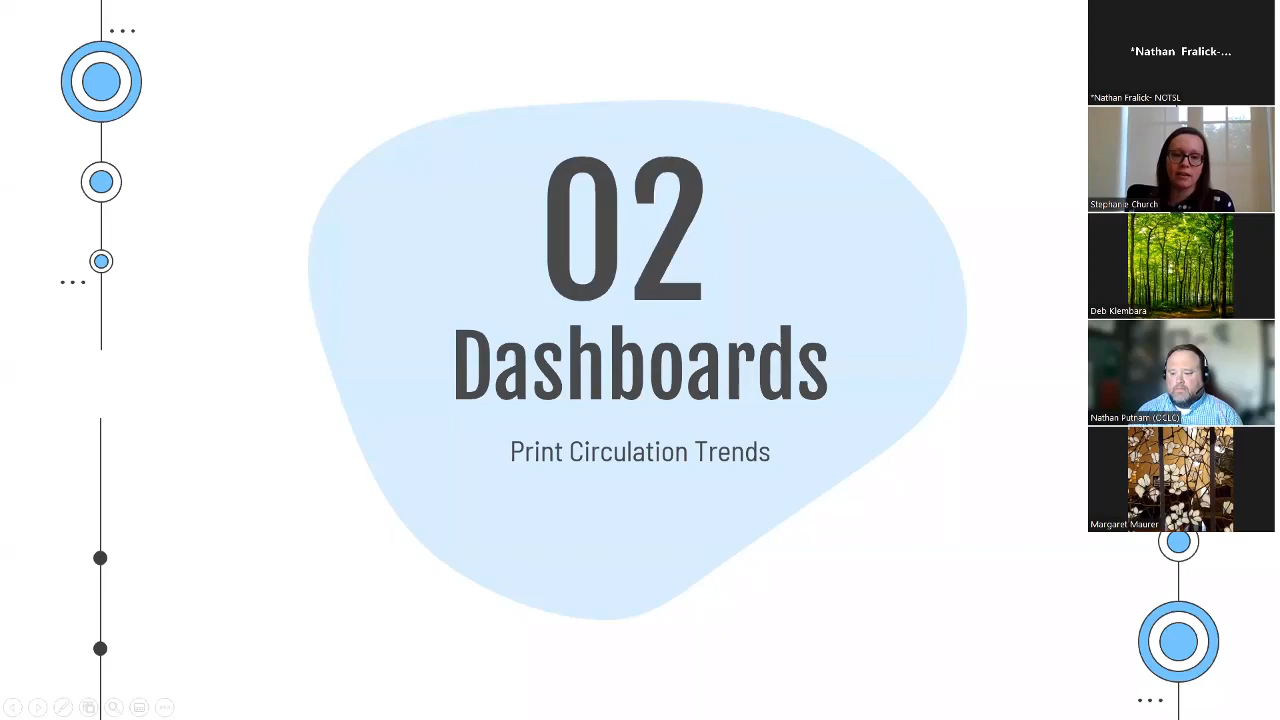 02
Dashboards
Print Circulation Trends
*Nathan Fralick-...
*Nathan Fralick- NOTSL
Stephanie Church
Deb Klembara
Nathan Putnam (OCLC)
Margaret Maurer